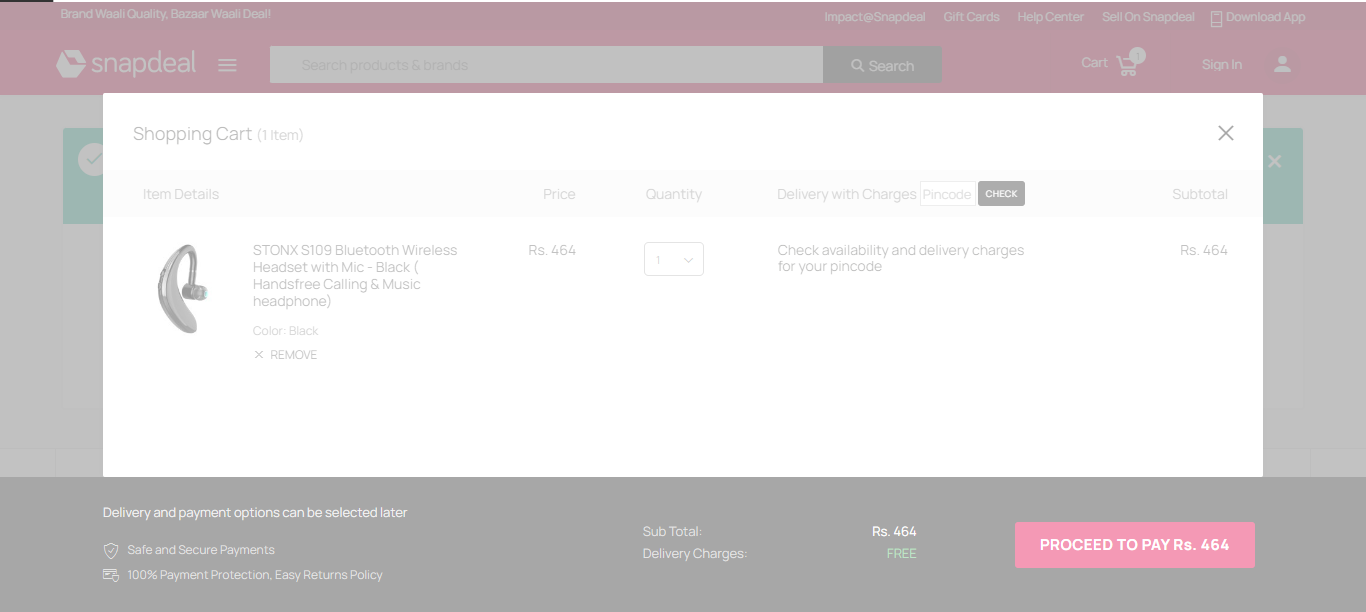 Brand Waali Quality, Bazaar Waali Deal!
Impact@Snapdeal Gift Cards Help Center Sell On Snapdeal Download App
snapdeal
Search products & brands
Search
Cart 1
Sign In
Shopping Cart (1 Item)
Item Details Price Quantity Delivery with Charges Pincode CHECK Subtotal
STONX S109 Bluetooth Wireless
Headset with Mic - Black (
Handsfree Calling & Music
headphone)
Color: Black
REMOVE
Rs. 464
1
Check availability and delivery charges
for your pincode
Rs. 464
Delivery and payment options can be selected later
Safe and Secure Payments
100% Payment Protection, Easy Returns Policy
Sub Total: Rs. 464
Delivery Charges: FREE
PROCEED TO PAY Rs. 464